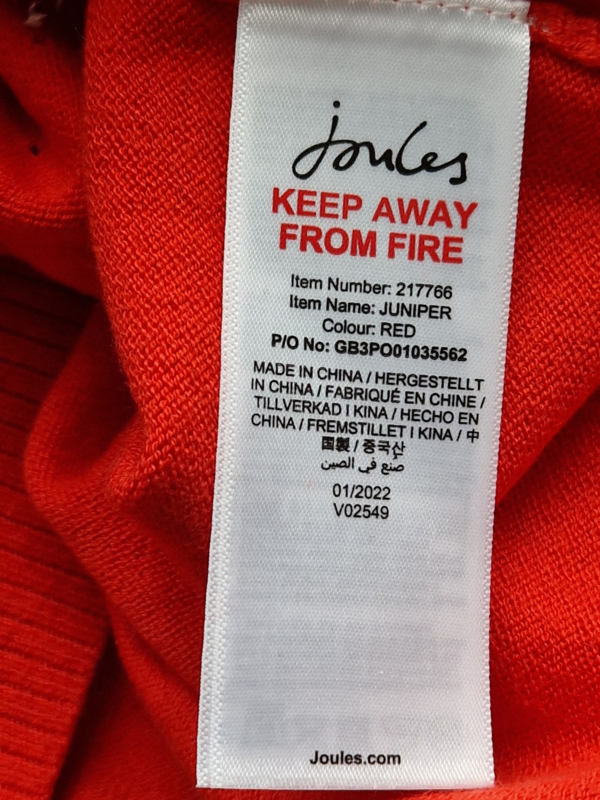 Joules
KEEP AWAY
FROM FIRE
Item Number: 217766
Item Name: JUNIPER
Colour: RED
P/O No: GB3PO01035562
MADE IN CHINA / HERGESTELLT
IN CHINA / FABRIQUÉ EN CHINE /
TILLVERKAD I KINA / HECHO EN
CHINA / FREMSTILLET I KINA / 中
国製 / 중국산
صنع في الصين
01/2022
V02549
Joules.com